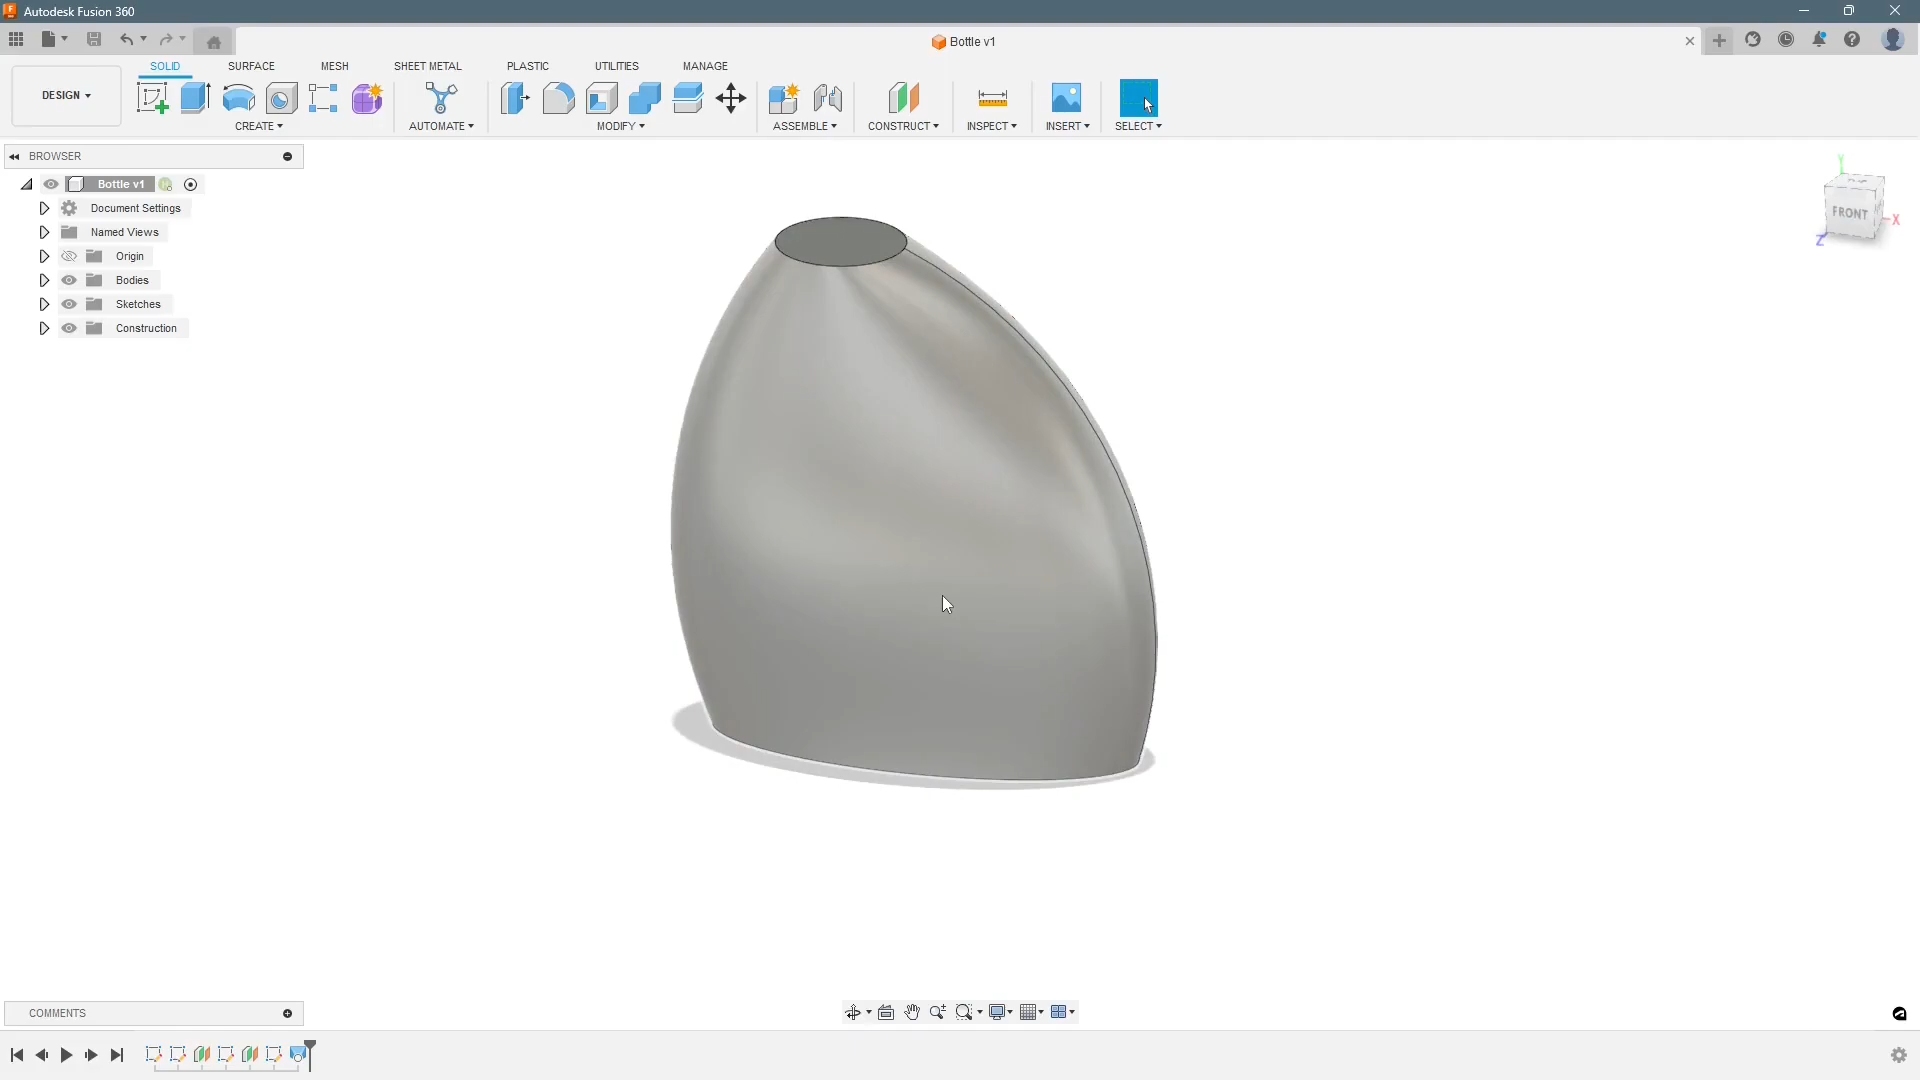 Autodesk Fusion 360
Bottle v1
SOLID SURFACE MESH SHEET METAL PLASTIC UTILITIES MANAGE
DESIGN
CREATE AUTOMATE MODIFY ASSEMBLE CONSTRUCT INSPECT INSERT SELECT
BROWSER
Bottle v1
Document Settings
Named Views
Origin
Bodies
Sketches
Construction
Y
FRONT
X
Z
COMMENTS